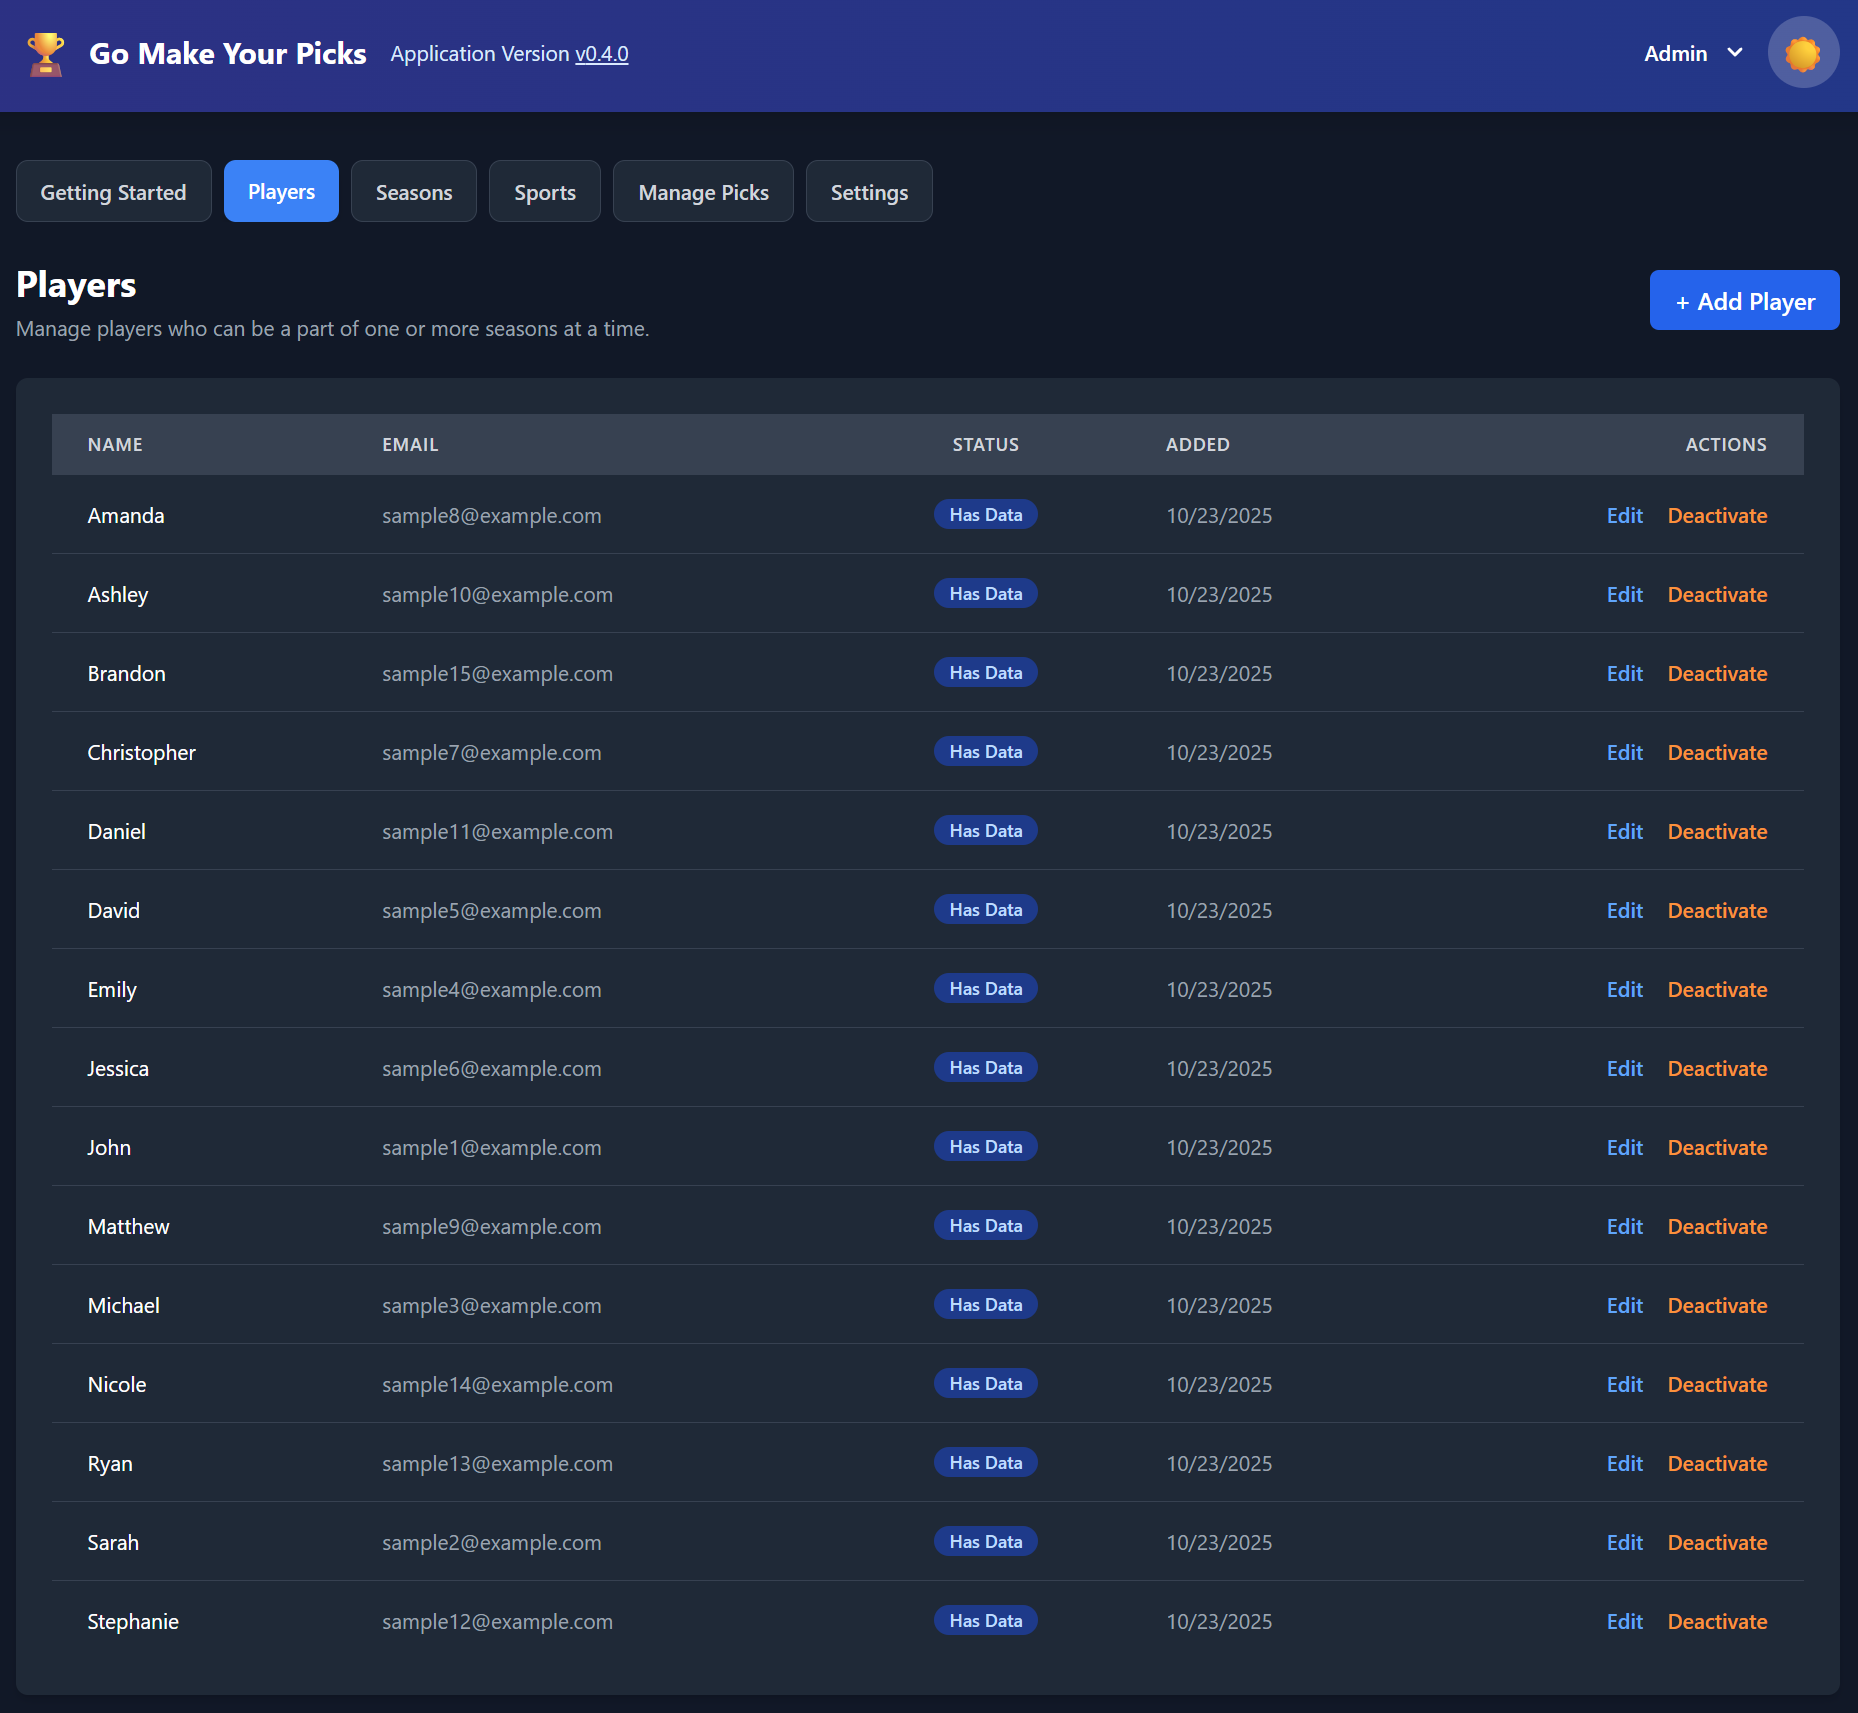 Go Make Your Picks Application Version v0.4.0 Admin
Getting Started Players Seasons Sports Manage Picks Settings
Players
Manage players who can be a part of one or more seasons at a time.
+ Add Player
NAME EMAIL STATUS ADDED ACTIONS
Amanda sample8@example.com Has Data 10/23/2025 Edit Deactivate
Ashley sample10@example.com Has Data 10/23/2025 Edit Deactivate
Brandon sample15@example.com Has Data 10/23/2025 Edit Deactivate
Christopher sample7@example.com Has Data 10/23/2025 Edit Deactivate
Daniel sample11@example.com Has Data 10/23/2025 Edit Deactivate
David sample5@example.com Has Data 10/23/2025 Edit Deactivate
Emily sample4@example.com Has Data 10/23/2025 Edit Deactivate
Jessica sample6@example.com Has Data 10/23/2025 Edit Deactivate
John sample1@example.com Has Data 10/23/2025 Edit Deactivate
Matthew sample9@example.com Has Data 10/23/2025 Edit Deactivate
Michael sample3@example.com Has Data 10/23/2025 Edit Deactivate
Nicole sample14@example.com Has Data 10/23/2025 Edit Deactivate
Ryan sample13@example.com Has Data 10/23/2025 Edit Deactivate
Sarah sample2@example.com Has Data 10/23/2025 Edit Deactivate
Stephanie sample12@example.com Has Data 10/23/2025 Edit Deactivate